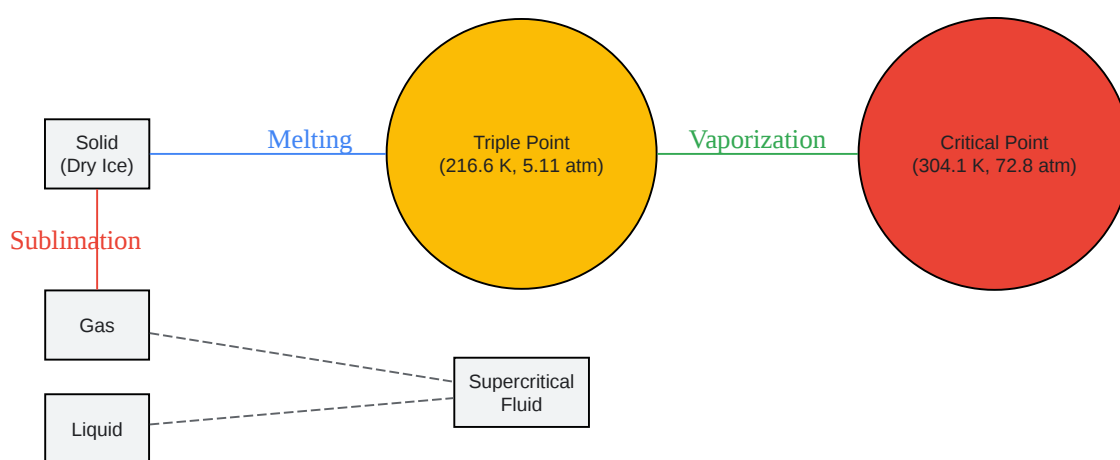 Solid
(Dry Ice)
Melting
Triple Point
(216.6 K, 5.11 atm)
Vaporization
Critical Point
(304.1 K, 72.8 atm)
Sublimation
Gas
Supercritical
Fluid
Liquid